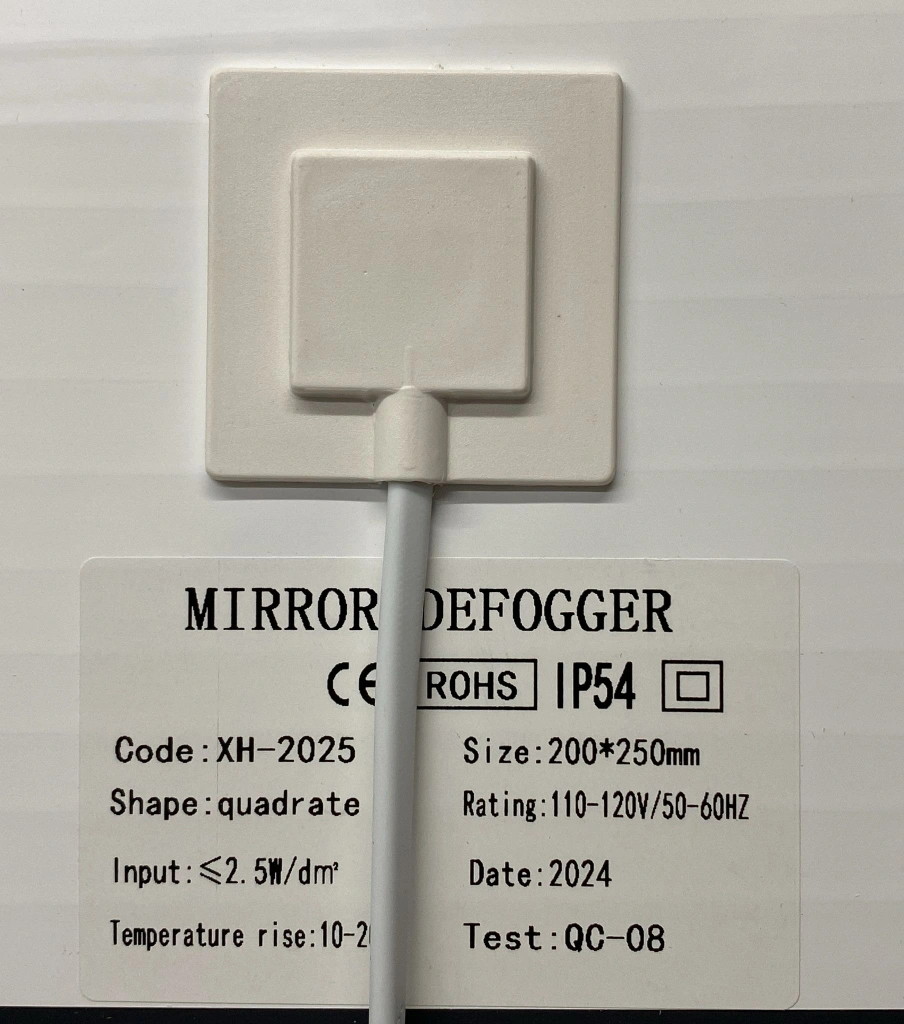 MIRROR DEFOGGER
CE ROHS IP54
Code:XH-2025 Size:200*250mm
Shape:quadrate Rating:110-120V/50-60HZ
Input:≤2.5W/dm² Date:2024
Temperature rise:10-2 Test:QC-08